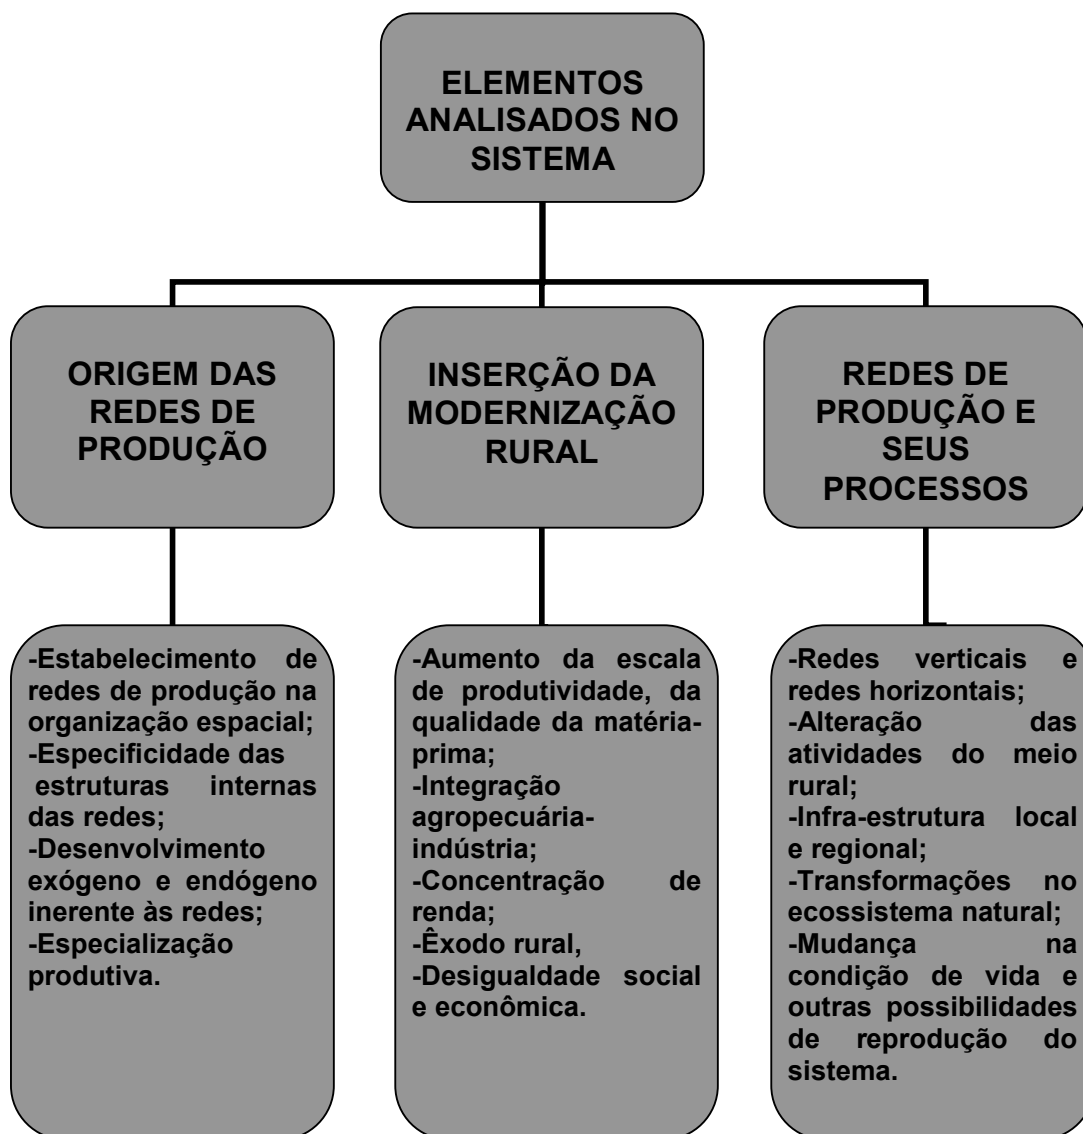 ELEMENTOS
ANALISADOS NO
SISTEMA
ORIGEM DAS
REDES DE
PRODUÇÃO
INSERÇÃO DA
MODERNIZAÇÃO
RURAL
REDES DE
PRODUÇÃO E
SEUS
PROCESSOS
-Estabelecimento de
redes de produção na
organização espacial;
-Especificidade das
estruturas internas
das redes;
-Desenvolvimento
exógeno e endógeno
inerente às redes;
-Especialização
produtiva.
-Aumento da escala
de produtividade, da
qualidade da matéria-
prima;
-Integração
agropecuária-
indústria;
-Concentração de
renda;
-Êxodo rural,
-Desigualdade social
e econômica.
-Redes verticais e
redes horizontais;
-Alteração das
atividades do meio
rural;
-Infra-estrutura local
e regional;
-Transformações no
ecossistema natural;
-Mudança na
condição de vida e
outras possibilidades
de reprodução do
sistema.